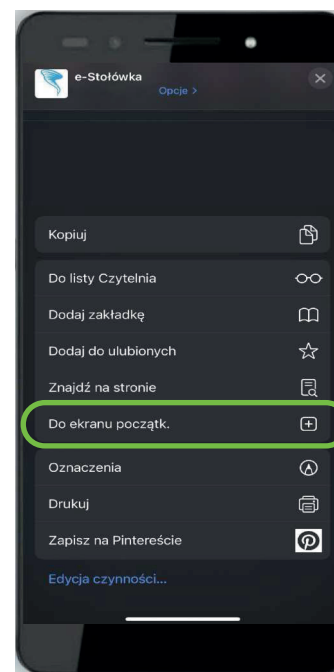 e-Stołówka
Opcje >
Kopiuj
Do listy Czytelnia
Dodaj zakładkę
Dodaj do ulubionych
Znajdź na stronie
Do ekranu początk.
Oznaczenia
Drukuj
Zapisz na Pintereście
Edycja czynności...